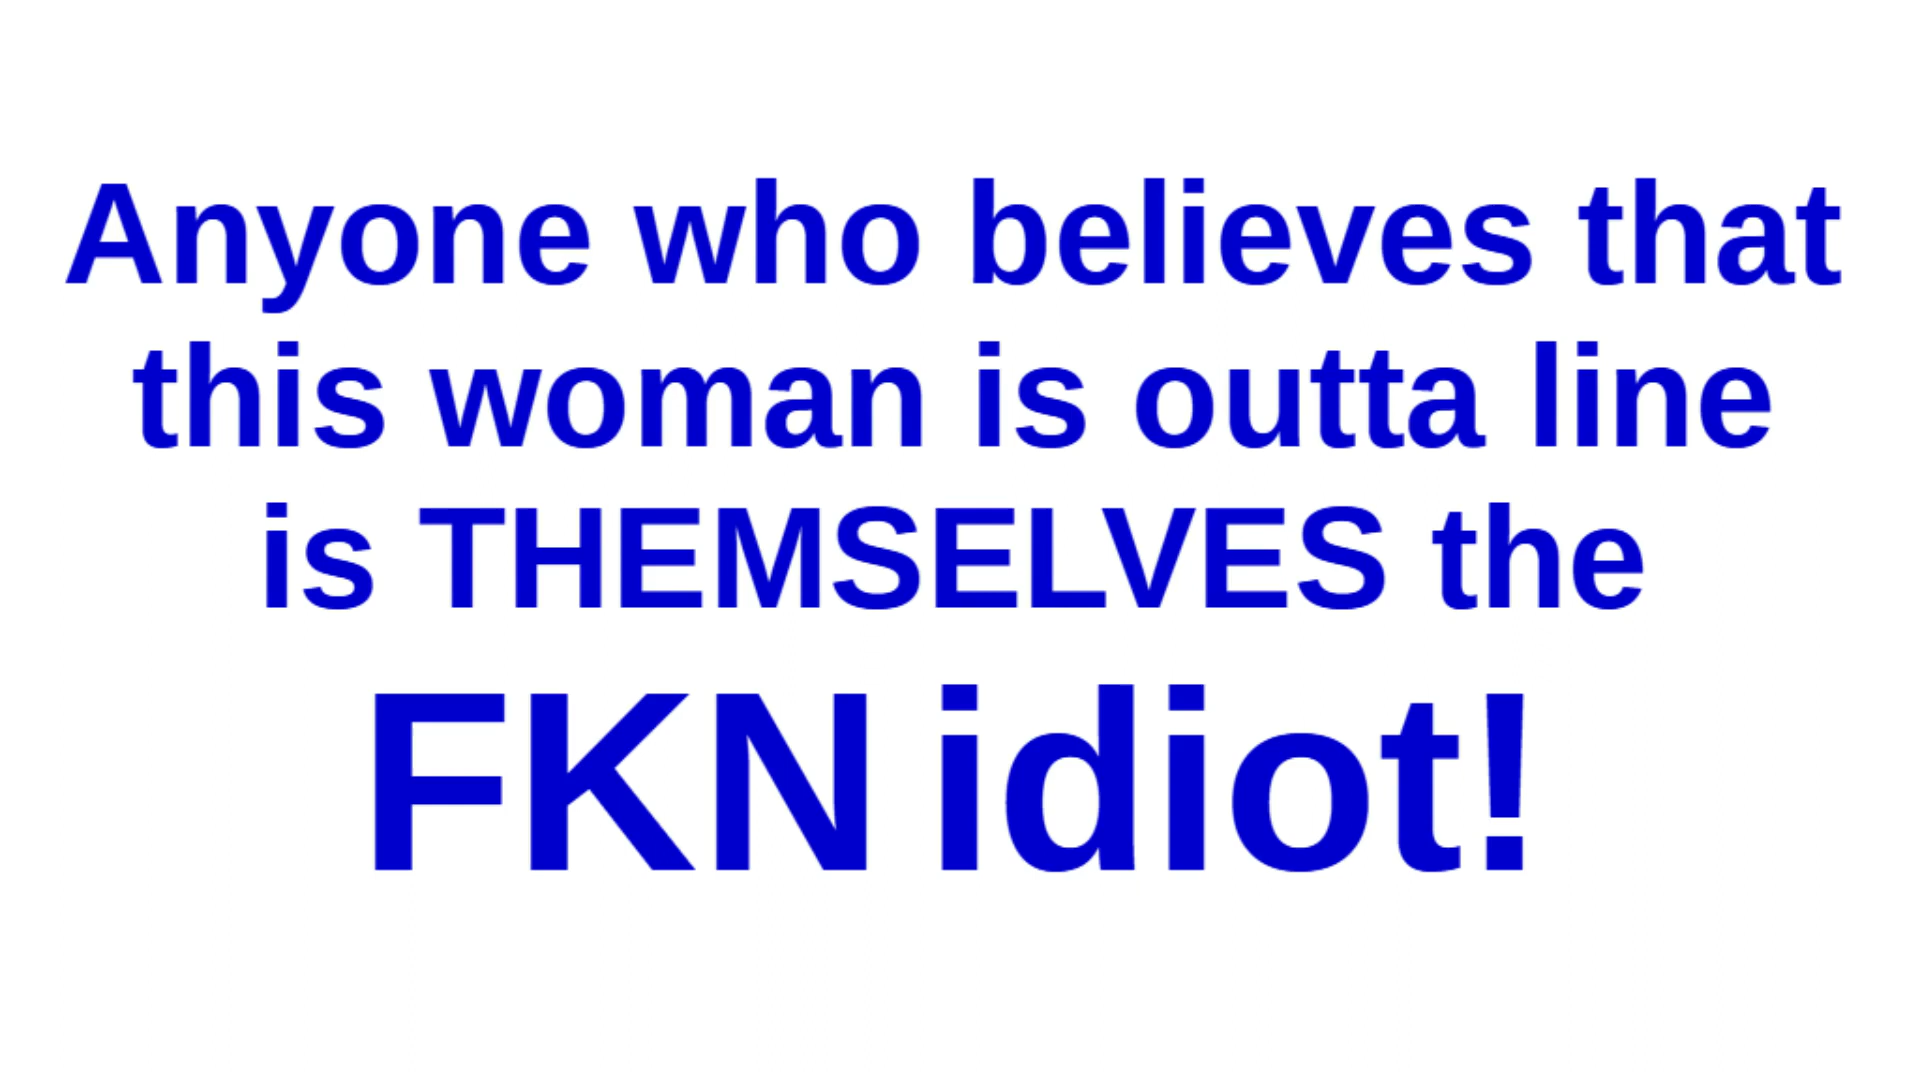 Anyone who believes that
this woman is outta line
is THEMSELVES the
FKN idiot!